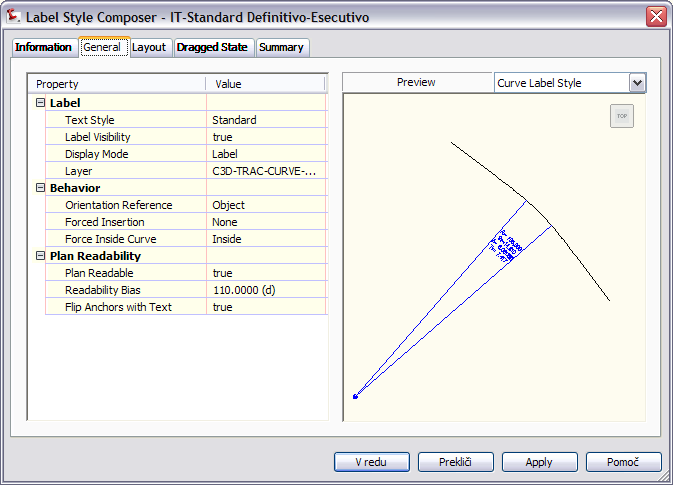 Label Style Composer - IT-Standard Definitivo-Esecutivo
Information General Layout Dragged State Summary
Property Value
Label
Text Style Standard
Label Visibility true
Display Mode Label
Layer C3D-TRAC-CURVE-...
Behavior
Orientation Reference Object
Forced Insertion None
Force Inside Curve Inside
Plan Readability
Plan Readable true
Readability Bias 110.0000 (d)
Flip Anchors with Text true
Preview Curve Label Style
TOP
V redu Prekliči Apply Pomoč